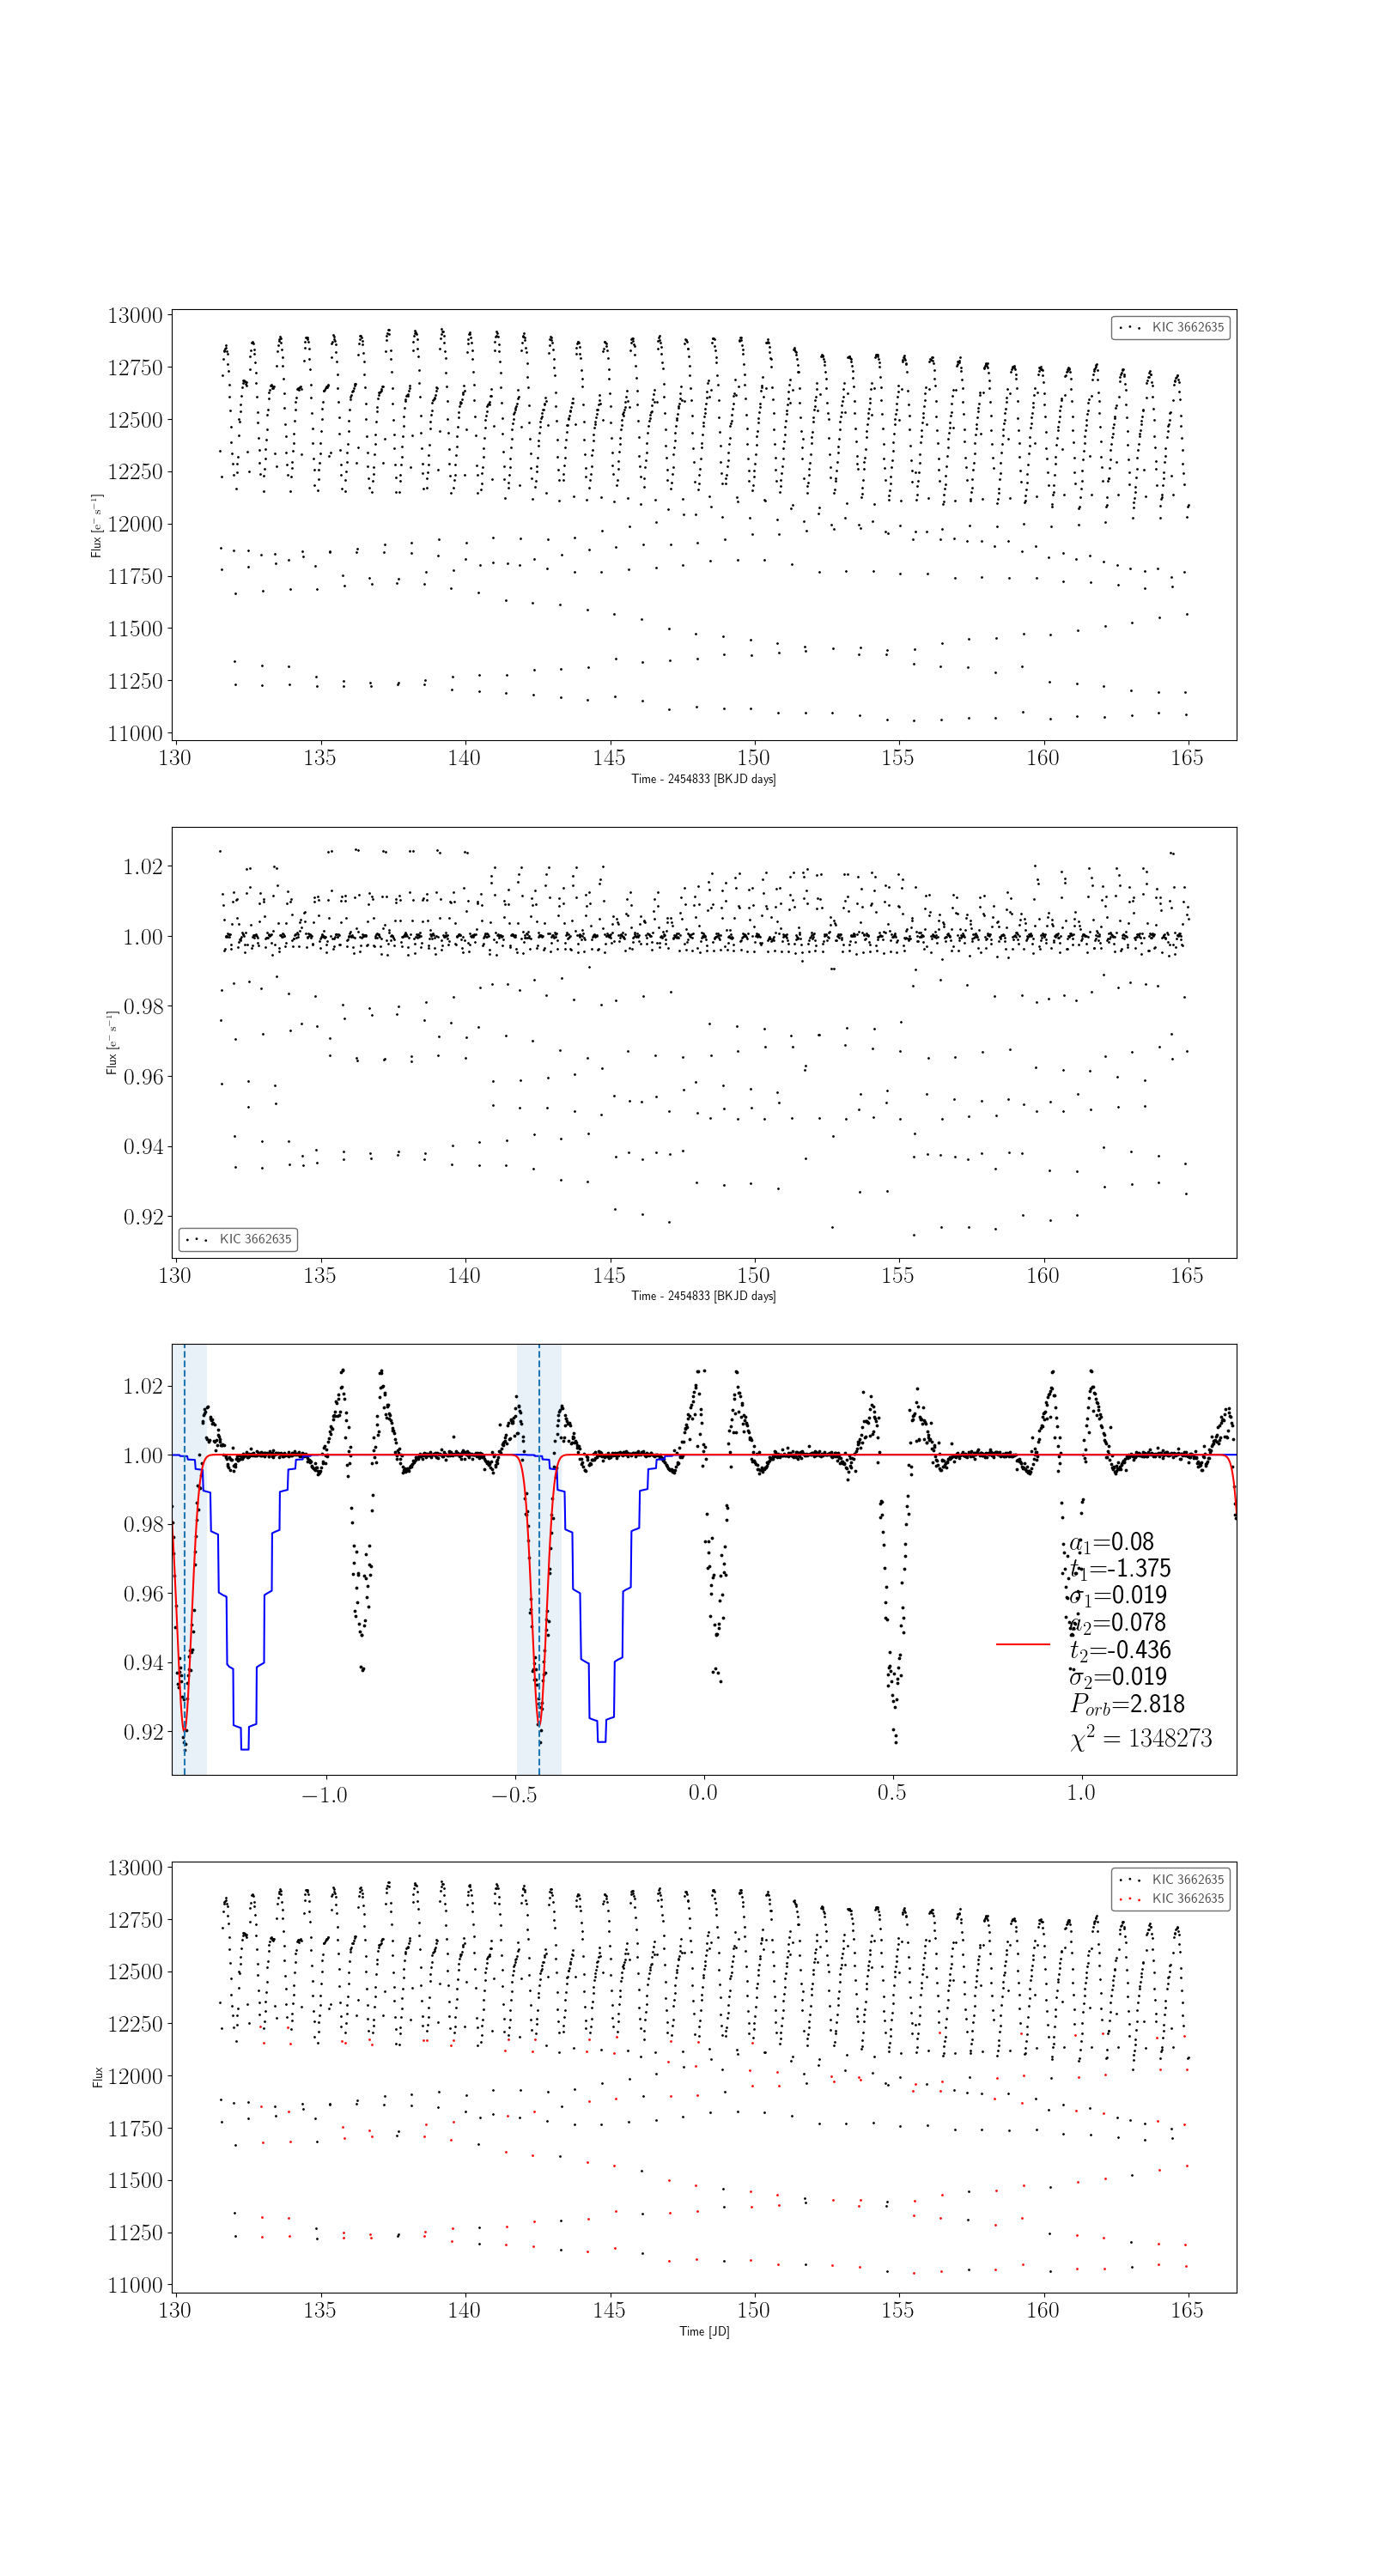 13000
12750
12500
12250
12000
11750
11500
11250
11000
Flux [e⁻ s⁻¹]
KIC 3662635
130 135 140 145 150 155 160 165
Time - 2454833 [BKJD days]
1.02
1.00
0.98
0.96
0.94
0.92
Flux [e⁻ s⁻¹]
KIC 3662635
130 135 140 145 150 155 160 165
Time - 2454833 [BKJD days]
1.02
1.00
0.98
0.96
0.94
0.92
a₁=0.08
t₁=-1.375
σ₁=0.019
a₂=0.078
t₂=-0.436
σ₂=0.019
P_{orb}=2.818
χ² = 1348273
−1.0 −0.5 0.0 0.5 1.0
13000
12750
12500
12250
12000
11750
11500
11250
11000
Flux
KIC 3662635
KIC 3662635
130 135 140 145 150 155 160 165
Time [JD]